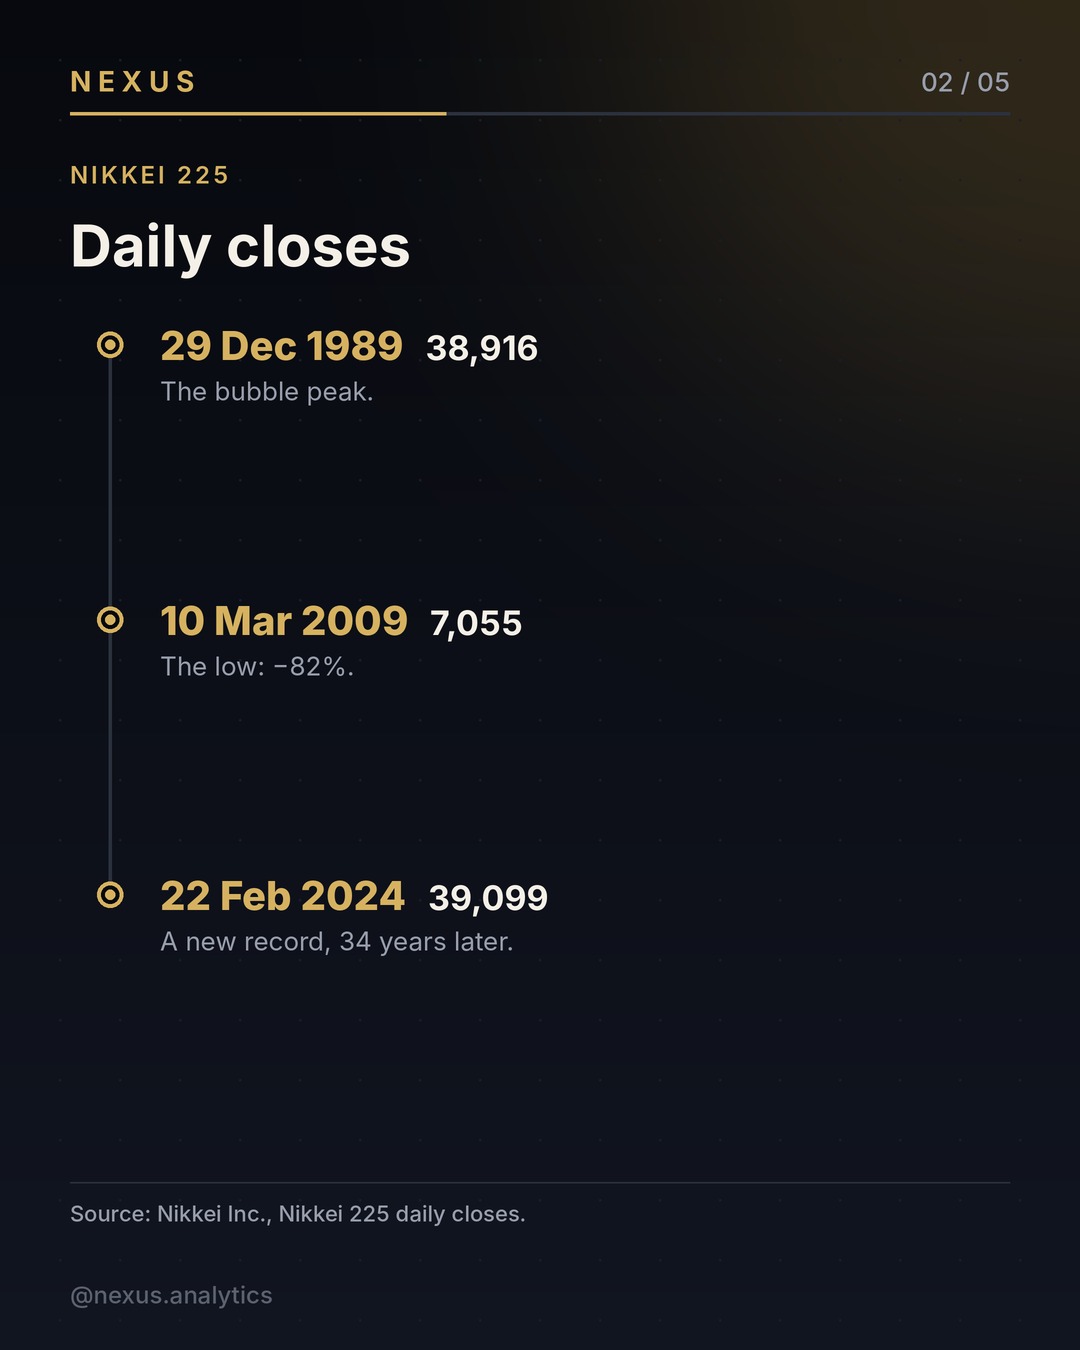 NEXUS
02 / 05
NIKKEI 225
Daily closes
29 Dec 1989 38,916
The bubble peak.
10 Mar 2009 7,055
The low: −82%.
22 Feb 2024 39,099
A new record, 34 years later.
Source: Nikkei Inc., Nikkei 225 daily closes.
@nexus.analytics